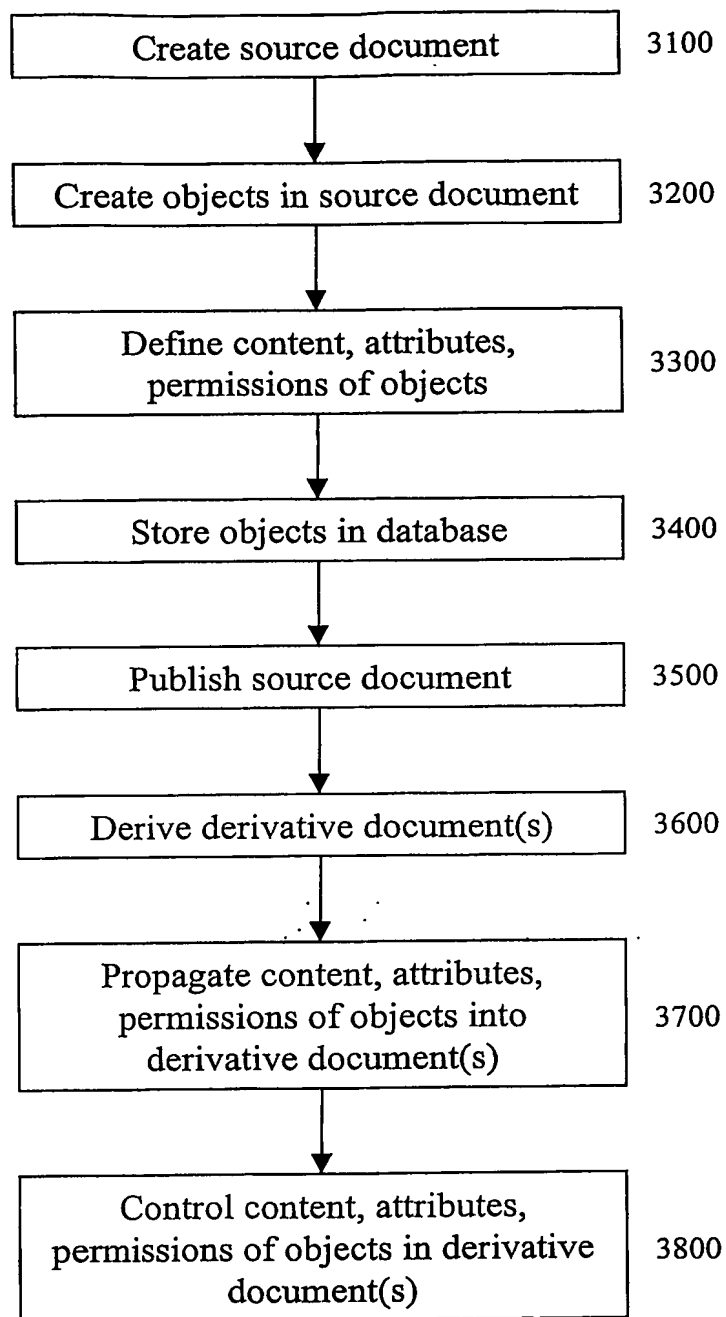 Create source document 3100
Create objects in source document 3200
Define content, attributes,
permissions of objects 3300
Store objects in database 3400
Publish source document 3500
Derive derivative document(s) 3600
Propagate content, attributes,
permissions of objects into
derivative document(s) 3700
Control content, attributes,
permissions of objects in derivative
document(s) 3800